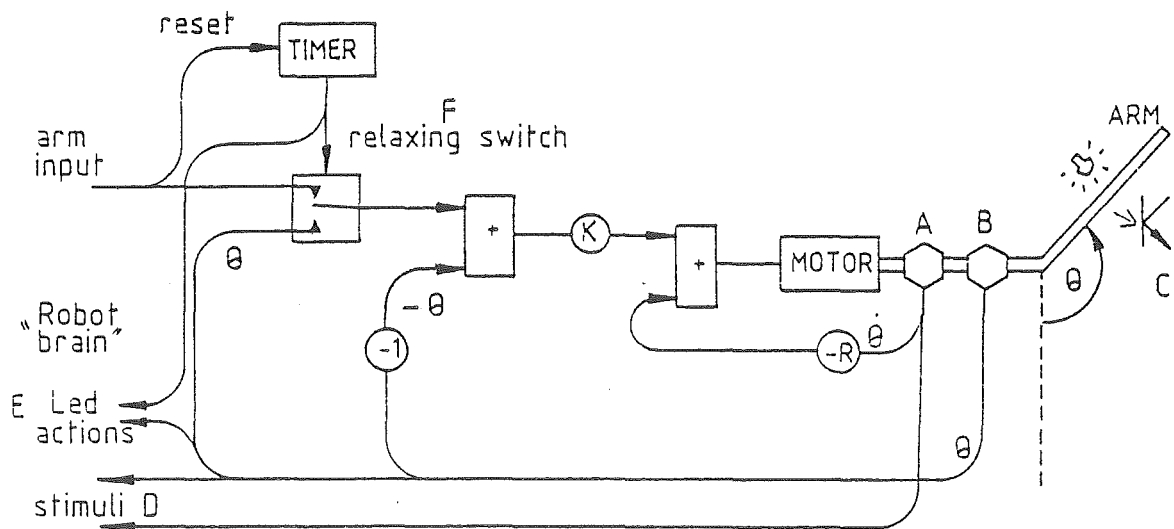 reset
TIMER
F
relaxing switch
ARM
arm
input
A
B
+
K
+
MOTOR
θ
θ
C
- θ
"Robot
brain"
-1
-R
θ̇
E Led
actions
θ
stimuli D